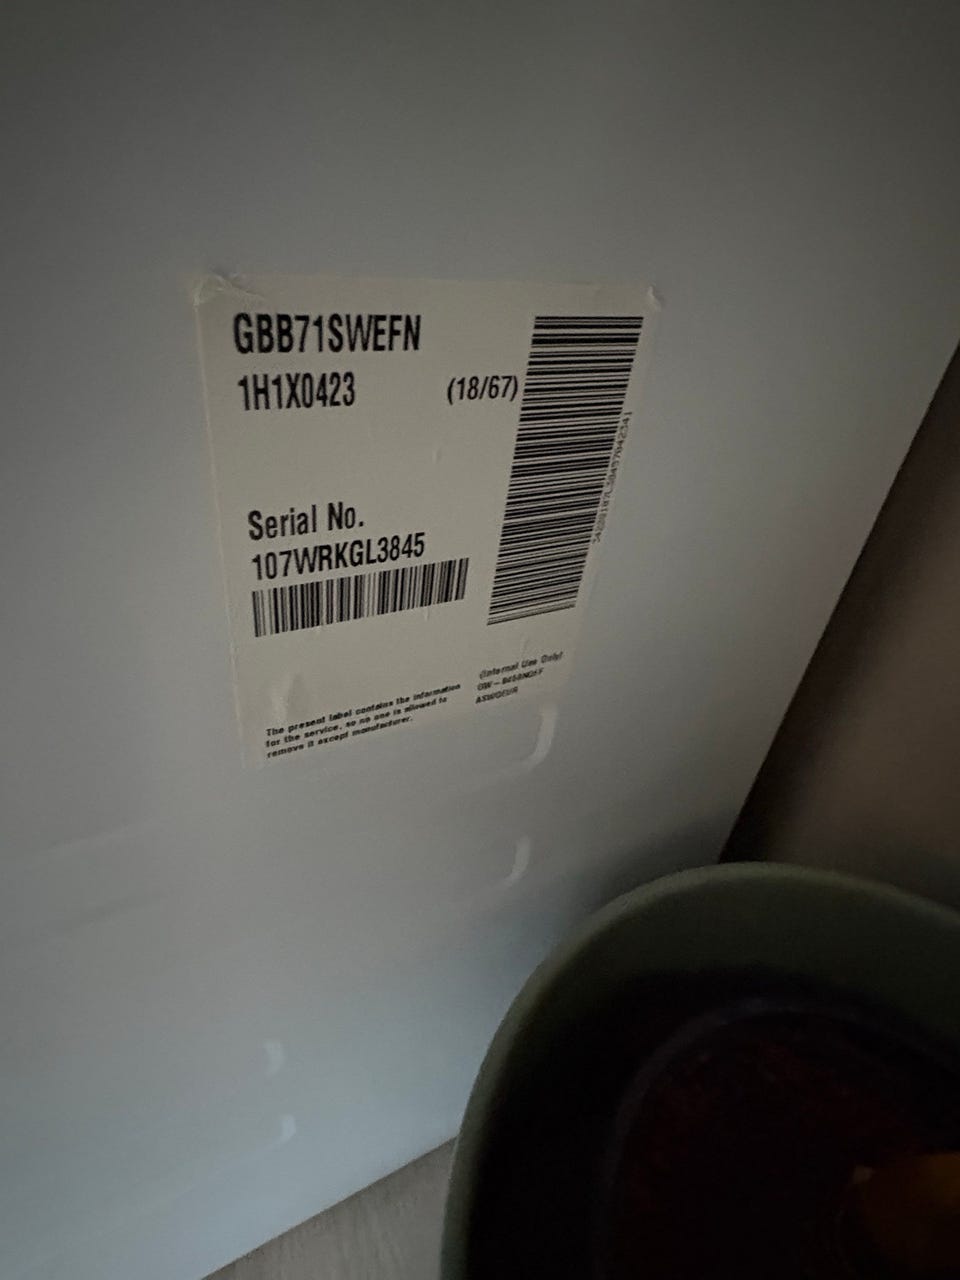 GBB71SWEFN
1H1X0423 (18/67)
Serial No.
107WRKGL3845
(Internal Use Only)
ASWQEUR
The present label contains the information
for the service, so no one is allowed to
remove it except manufacturer.